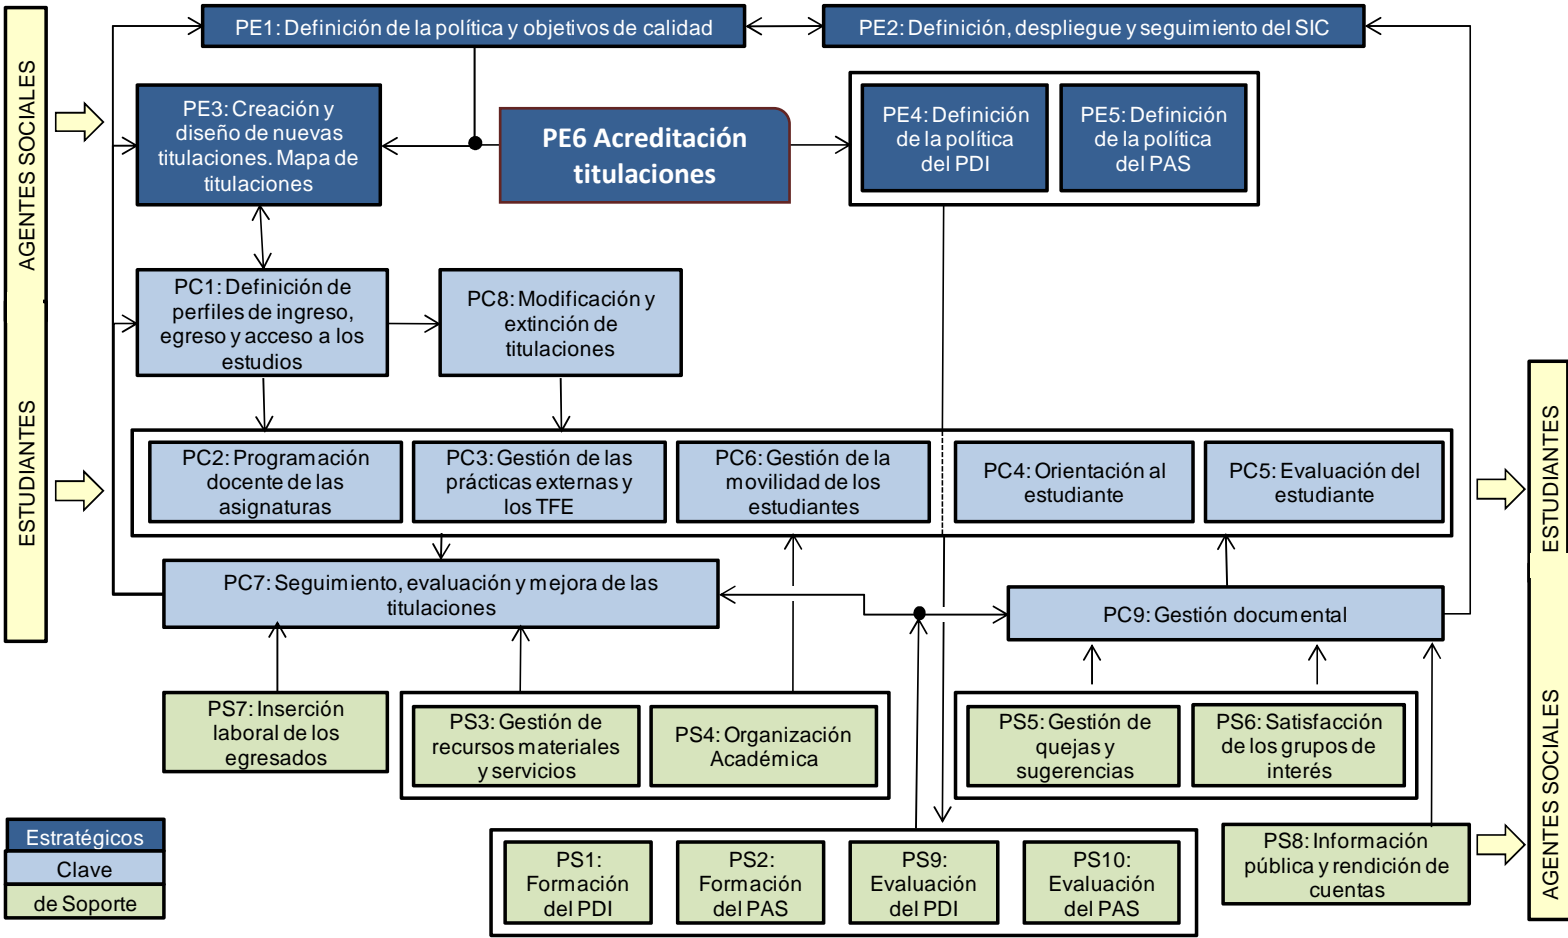 PE1: Definición de la política y objetivos de calidad
PE2: Definición, despliegue y seguimiento del SIC
AGENTES SOCIALES
ESTUDIANTES
PE3: Creación y
diseño de nuevas
titulaciones. Mapa de
titulaciones
PE6 Acreditación
titulaciones
PE4: Definición
de la política
del PDI
PE5: Definición
de la política
del PAS
PC1: Definición de
perfiles de ingreso,
egreso y acceso a los
estudios
PC8: Modificación y
extinción de
titulaciones
PC2: Programación
docente de las
asignaturas
PC3: Gestión de las
prácticas externas y
los TFE
PC6: Gestión de la
movilidad de los
estudiantes
PC4: Orientación al
estudiante
PC5: Evaluación del
estudiante
ESTUDIANTES
AGENTES SOCIALES
PC7: Seguimiento, evaluación y mejora de las
titulaciones
PC9: Gestión documental
PS7: Inserción
laboral de los
egresados
PS3: Gestión de
recursos materiales
y servicios
PS4: Organización
Académica
PS5: Gestión de
quejas y
sugerencias
PS6: Satisfacción
de los grupos de
interés
Estratégicos
Clave
de Soporte
PS1:
Formación
del PDI
PS2:
Formación
del PAS
PS9:
Evaluación
del PDI
PS10:
Evaluación
del PAS
PS8: Información
pública y rendición de
cuentas